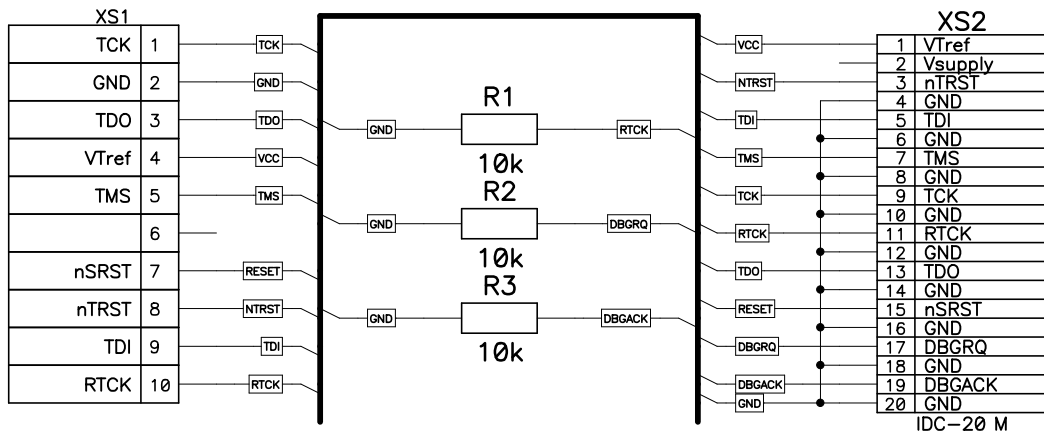 XS1
TCK 1 TCK
GND 2 GND
TDO 3 TDO
VTref 4 VCC
TMS 5 TMS
6
nSRST 7 RESET
nTRST 8 NTRST
TDI 9 TDI
RTCK 10 RTCK
R1
GND RTCK
10k
R2
GND DBGRQ
10k
R3
GND DBGACK
10k
XS2
VCC 1 VTref
2 Vsupply
NTRST 3 nTRST
4 GND
TDI 5 TDI
6 GND
TMS 7 TMS
8 GND
TCK 9 TCK
10 GND
RTCK 11 RTCK
12 GND
TDO 13 TDO
14 GND
RESET 15 nSRST
16 GND
DBGRQ 17 DBGRQ
18 GND
DBGACK 19 DBGACK
GND 20 GND
IDC-20 M